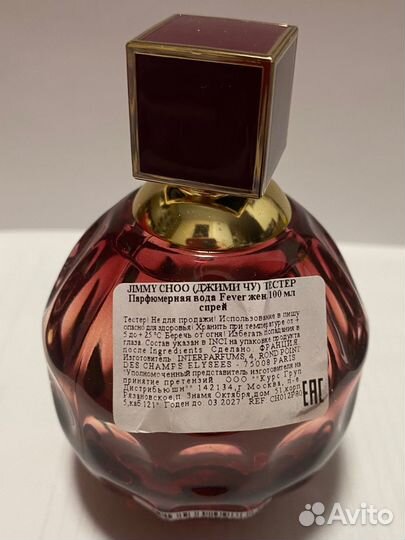 JIMMY CHOO (ДЖИМИ ЧУ) ТЕСТЕР
Парфюмерная вода Fever жен 100 мл
спрей
Тестер! Не для продажи! Использование в пищу
опасно для здоровья! Хранить при температуре от +
5 до + 25°С. Беречь от огня! Избегать попадания в
глаза. Состав указан в INCI на упаковке продукта
после Ingredients Сделано ФРАНЦИЯ.
Изготовитель INTERPARFUMS, 4, ROND POINT
DES CHAMPS ELYSEES - 75008 PARIS
Уполномоченный представитель изготовителя на
принятие претензий ООО "Курс Груп
Дистрибьюшн" 142134, г Москва, п-е
Рязановское, п. Знамя Октября, дом 31, корп
5, каб.121 Годен до: 03.2027 REF: CH012F80
EAC
Avito